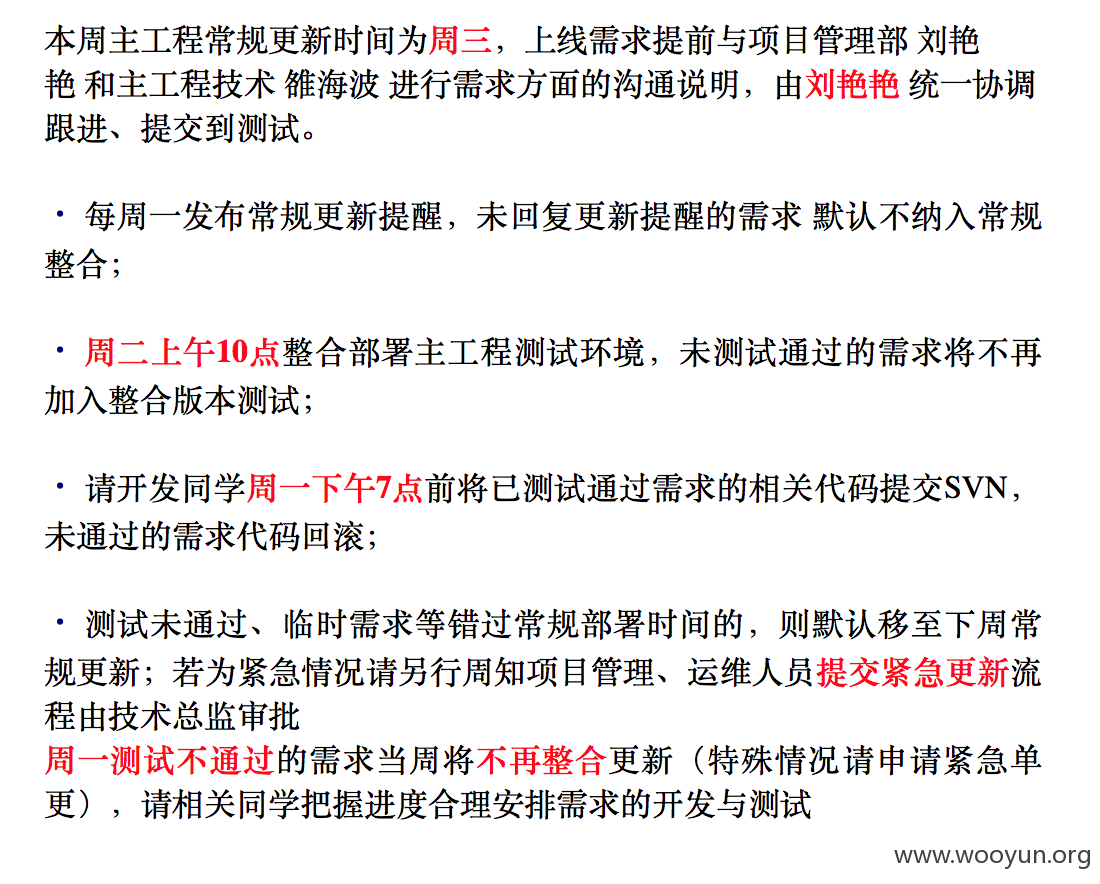 本周主工程常规更新时间为周三，上线需求提前与项目管理部 刘艳
艳 和主工程技术 雒海波 进行需求方面的沟通说明，由刘艳艳 统一协调
跟进、提交到测试。
· 每周一发布常规更新提醒，未回复更新提醒的需求 默认不纳入常规
整合；
· 周二上午10点整合部署主工程测试环境，未测试通过的需求将不再
加入整合版本测试；
· 请开发同学周一下午7点前将已测试通过需求的相关代码提交SVN，
未通过的需求代码回滚；
· 测试未通过、临时需求等错过常规部署时间的，则默认移至下周常
规更新；若为紧急情况请另行周知项目管理、运维人员提交紧急更新流
程由技术总监审批
周一测试不通过的需求当周将不再整合更新（特殊情况请申请紧急单
更），请相关同学把握进度合理安排需求的开发与测试
www.wooyun.org